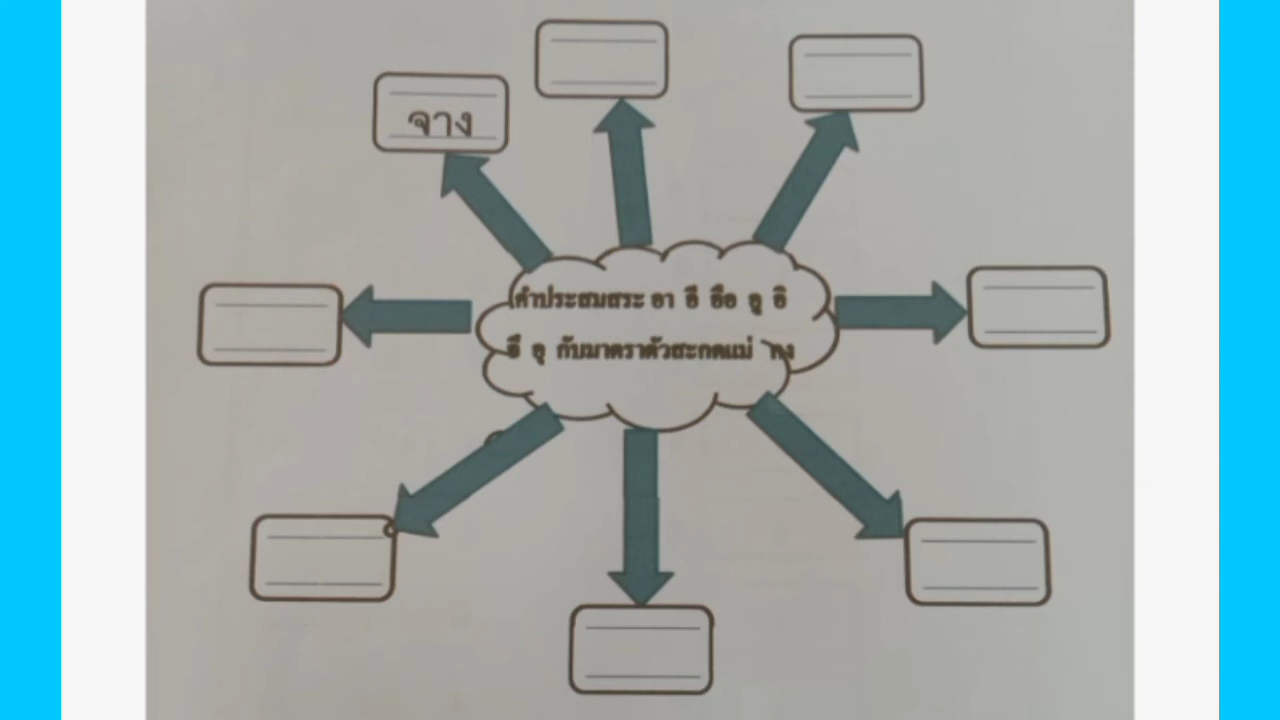 จาง
คำประสมสระ อา อี อือ อู อิ
อึ อุ กับมาตราตัวสะกดแม่ กง